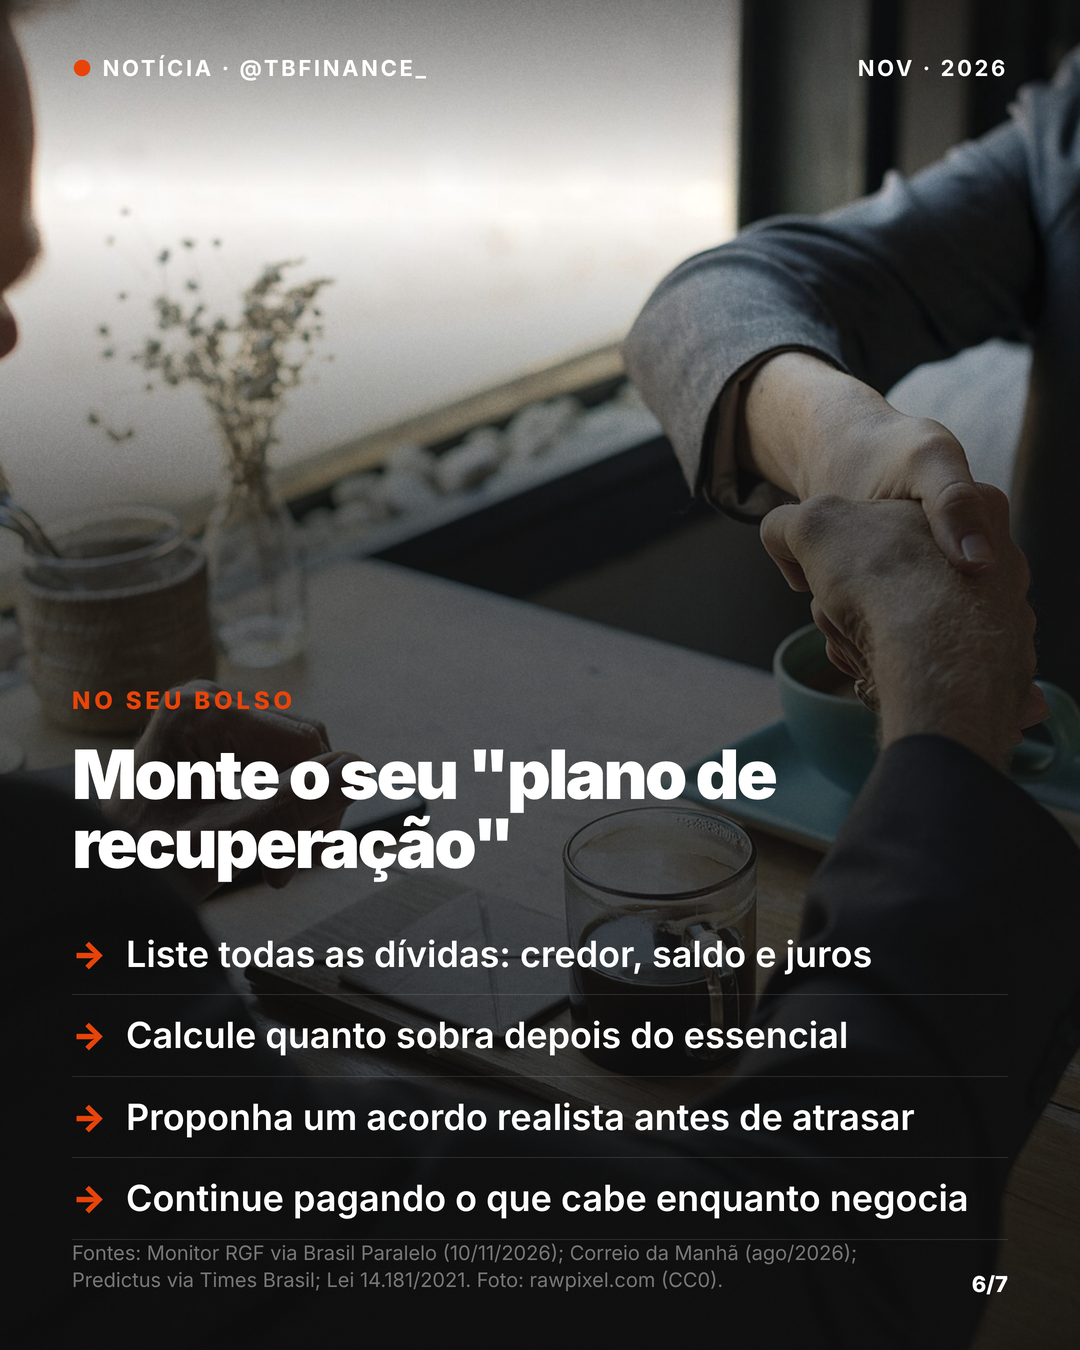 NOTÍCIA · @TBFINANCE_
NOV · 2026
NO SEU BOLSO
Monte o seu "plano de
recuperação"
→ Liste todas as dívidas: credor, saldo e juros
→ Calcule quanto sobra depois do essencial
→ Proponha um acordo realista antes de atrasar
→ Continue pagando o que cabe enquanto negocia
Fontes: Monitor RGF via Brasil Paralelo (10/11/2026); Correio da Manhã (ago/2026);
Predictus via Times Brasil; Lei 14.181/2021. Foto: rawpixel.com (CC0).
6/7